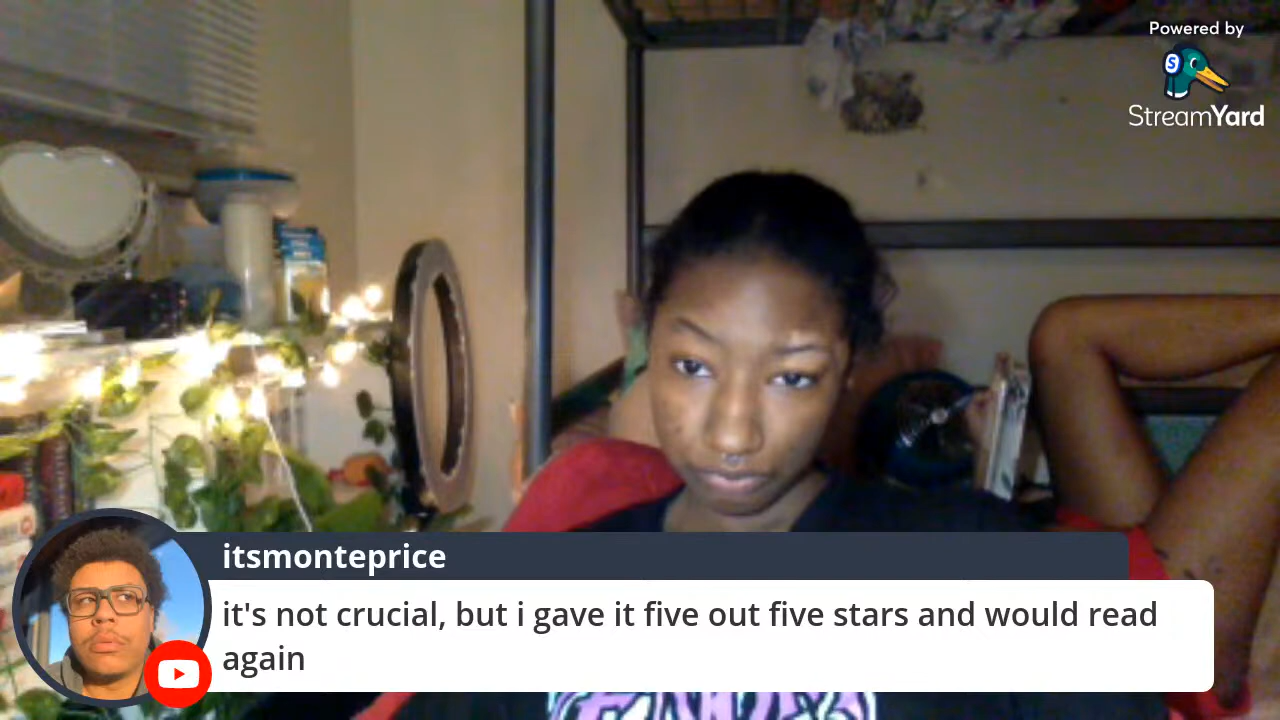 Powered by
StreamYard
itsmonteprice
it's not crucial, but i gave it five out five stars and would read
again